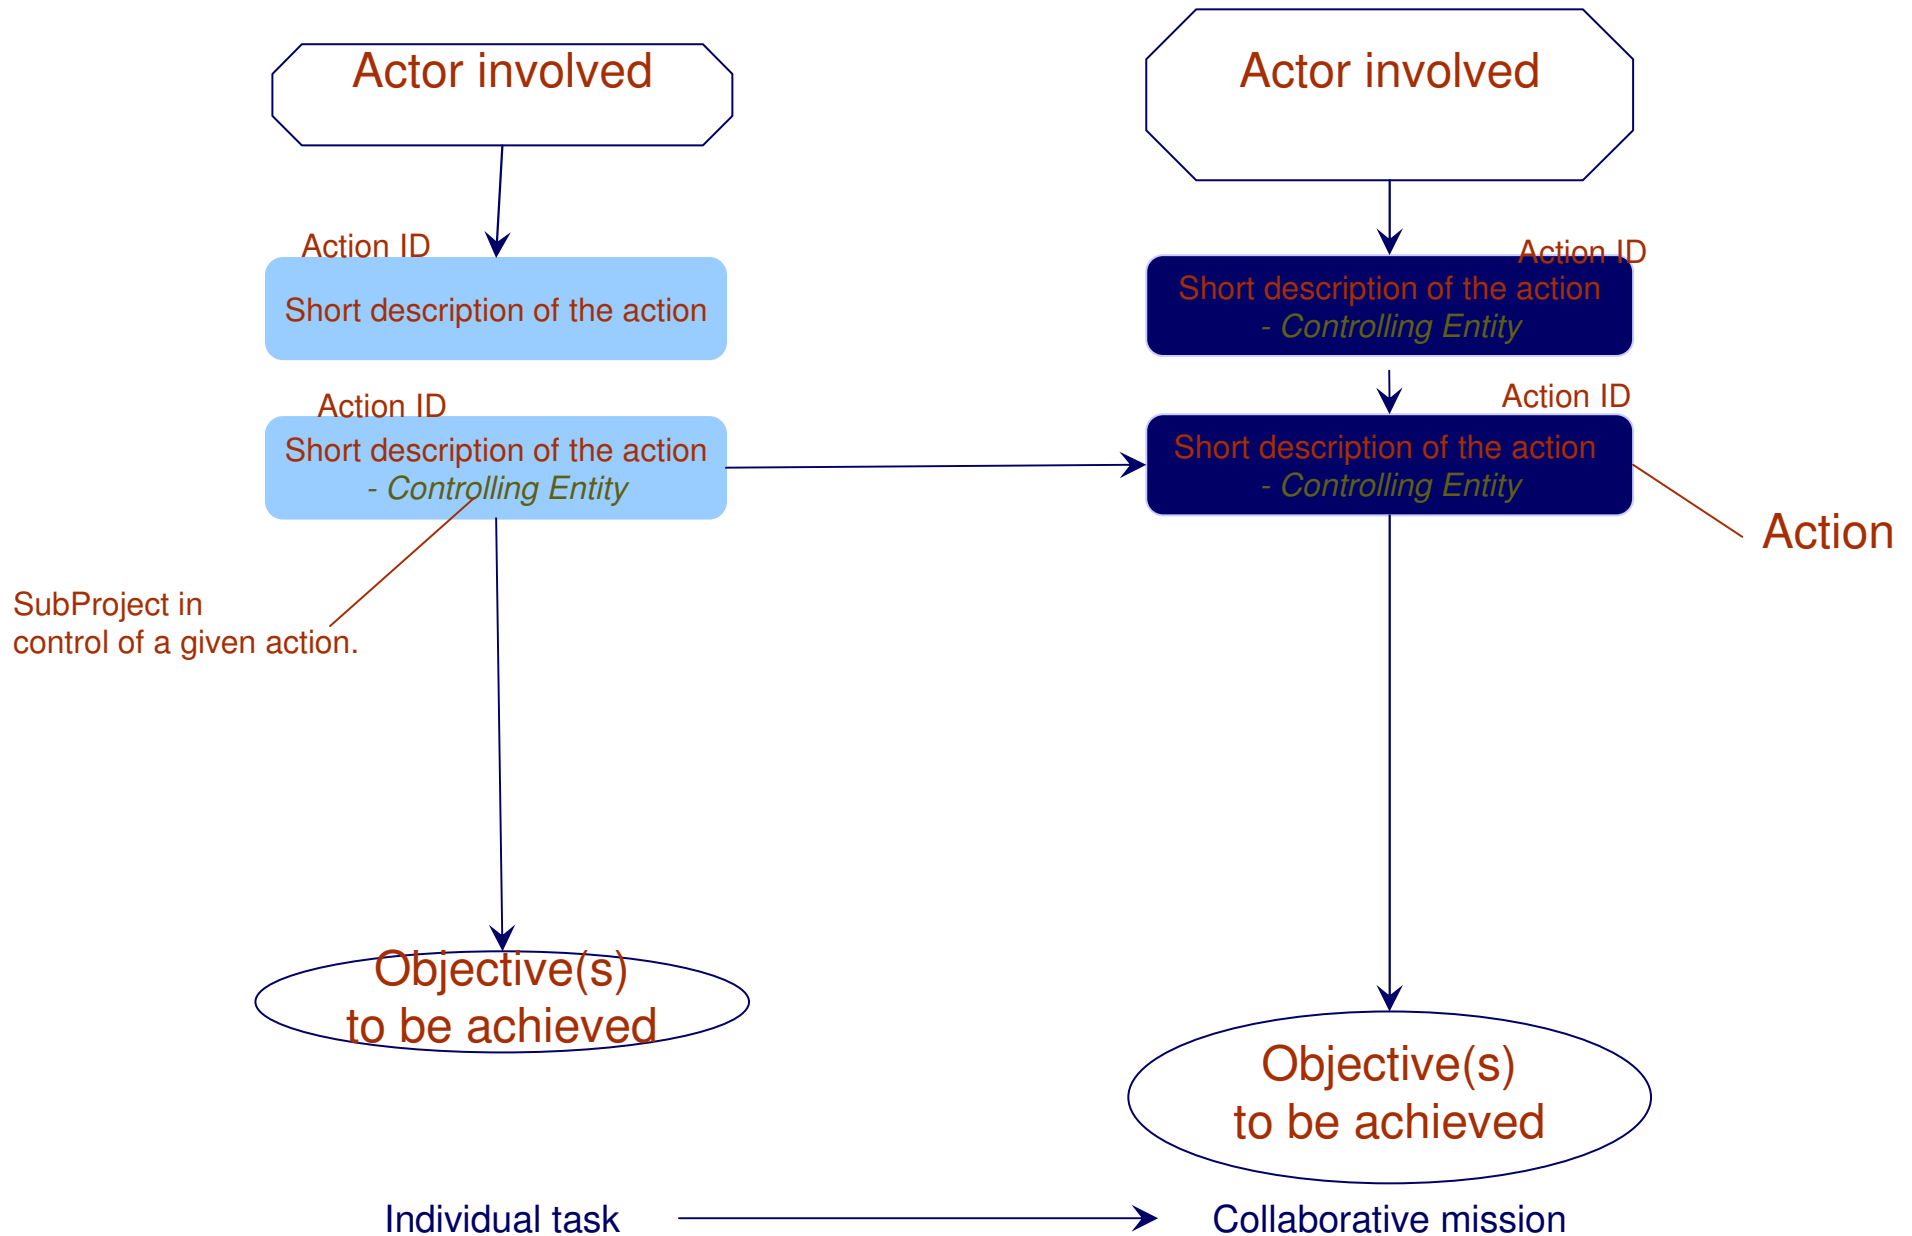 Actor involved
Actor involved
Action ID
Action ID
Short description of the action
Short description of the action
- Controlling Entity
Action ID
Action ID
Short description of the action
- Controlling Entity
Short description of the action
- Controlling Entity
Action
SubProject in
control of a given action.
Objective(s)
to be achieved
Objective(s)
to be achieved
Individual task
Collaborative mission